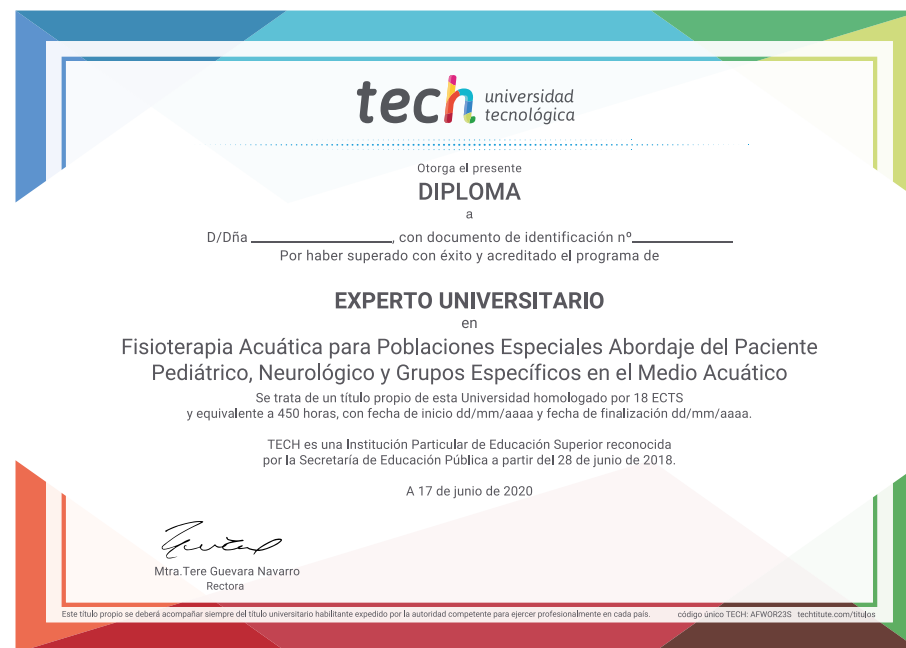 tech universidad
tecnológica
Otorga el presente
DIPLOMA
a
D/Dña ____________, con documento de identificación nº____________
Por haber superado con éxito y acreditado el programa de
EXPERTO UNIVERSITARIO
en
Fisioterapia Acuática para Poblaciones Especiales Abordaje del Paciente
Pediátrico, Neurológico y Grupos Específicos en el Medio Acuático
Se trata de un título propio de esta Universidad homologado por 18 ECTS
y equivalente a 450 horas, con fecha de inicio dd/mm/aaaa y fecha de finalización dd/mm/aaaa.
TECH es una Institución Particular de Educación Superior reconocida
por la Secretaría de Educación Pública a partir del 28 de junio de 2018.
A 17 de junio de 2020
Mtra.Tere Guevara Navarro
Rectora
Este título propio se deberá acompañar siempre del título universitario habilitante expedido por la autoridad competente para ejercer profesionalmente en cada país. código único TECH: AFWOR23S techtitute.com/titulos